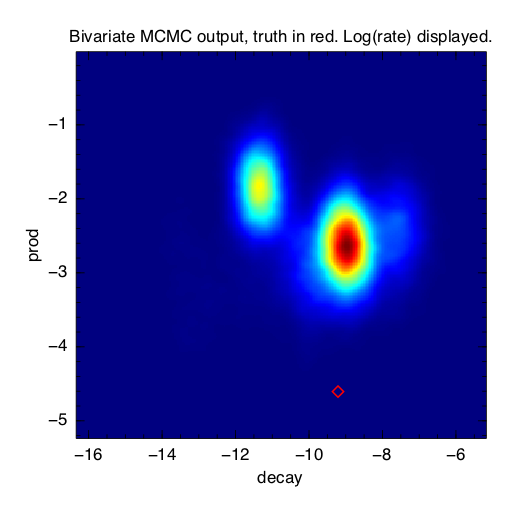 Bivariate MCMC output, truth in red. Log(rate) displayed.
−1
−2
prod
−3
−4
−5
−16 −14 −12 −10 −8 −6
decay